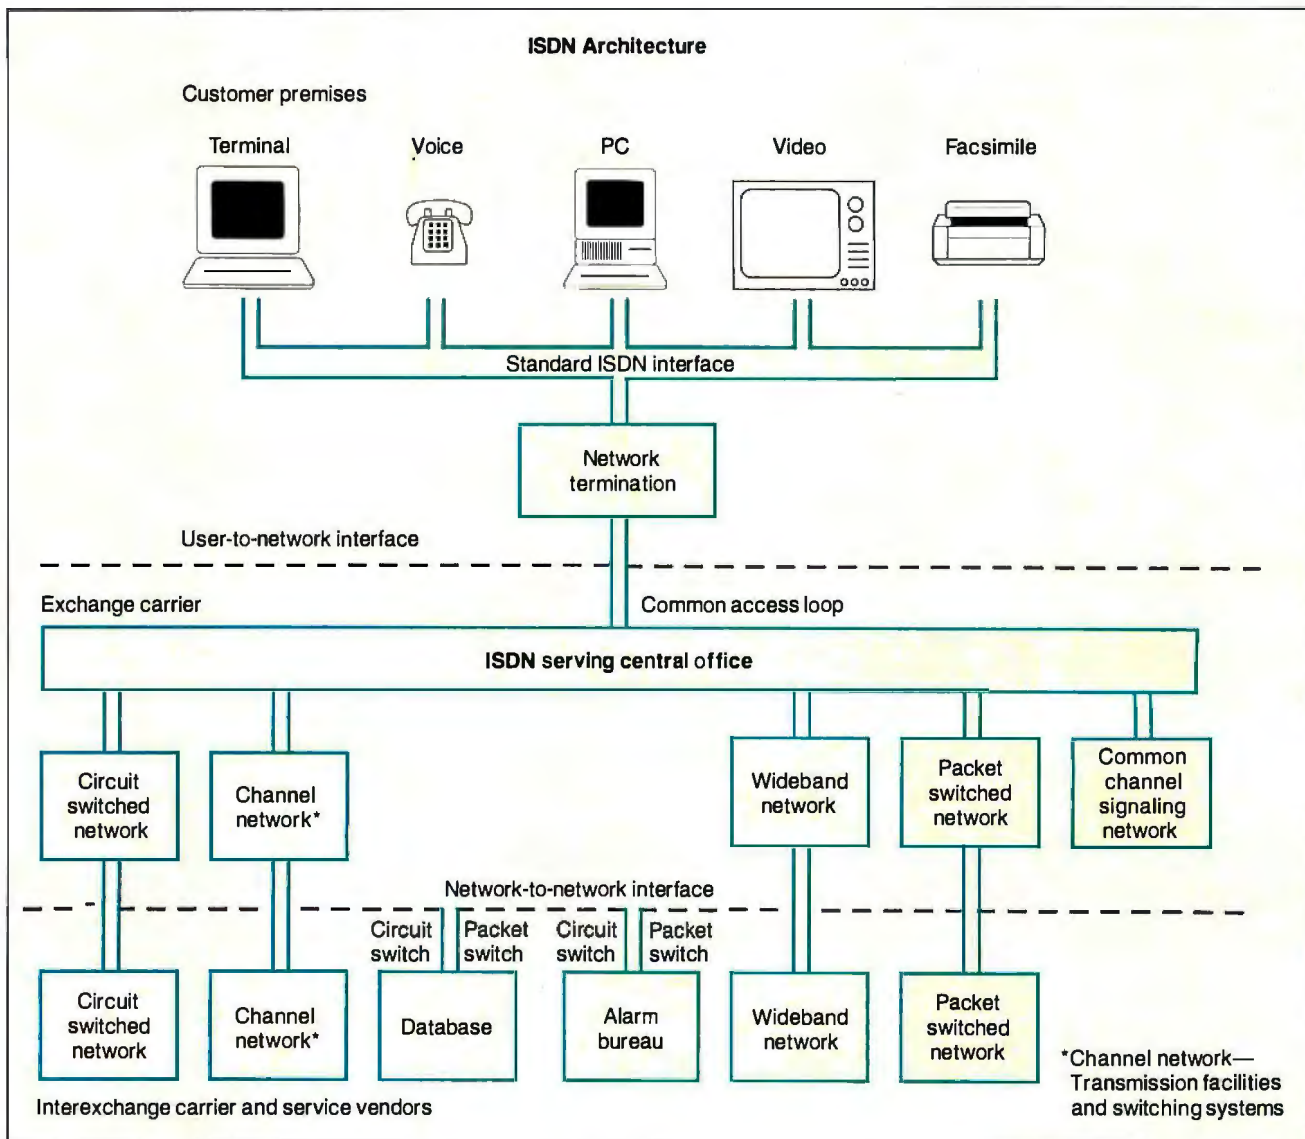 ISDN Architecture
Customer premises
Terminal
Voice
PC
Video
Facsimile
Standard ISDN interface
Network
termination
User-to-network interface
Exchange carrier
Common access loop
ISDN serving central office
Circuit
switched
network
Channel
network*
Wideband
network
Packet
switched
network
Common
channel
signaling
network
Network-to-network interface
Circuit
switch
Packet
switch
Circuit
switch
Packet
switch
Circuit
switched
network
Channel
network*
Database
Alarm
bureau
Wideband
network
Packet
switched
network
*Channel network—
Transmission facilities
and switching systems
Interexchange carrier and service vendors